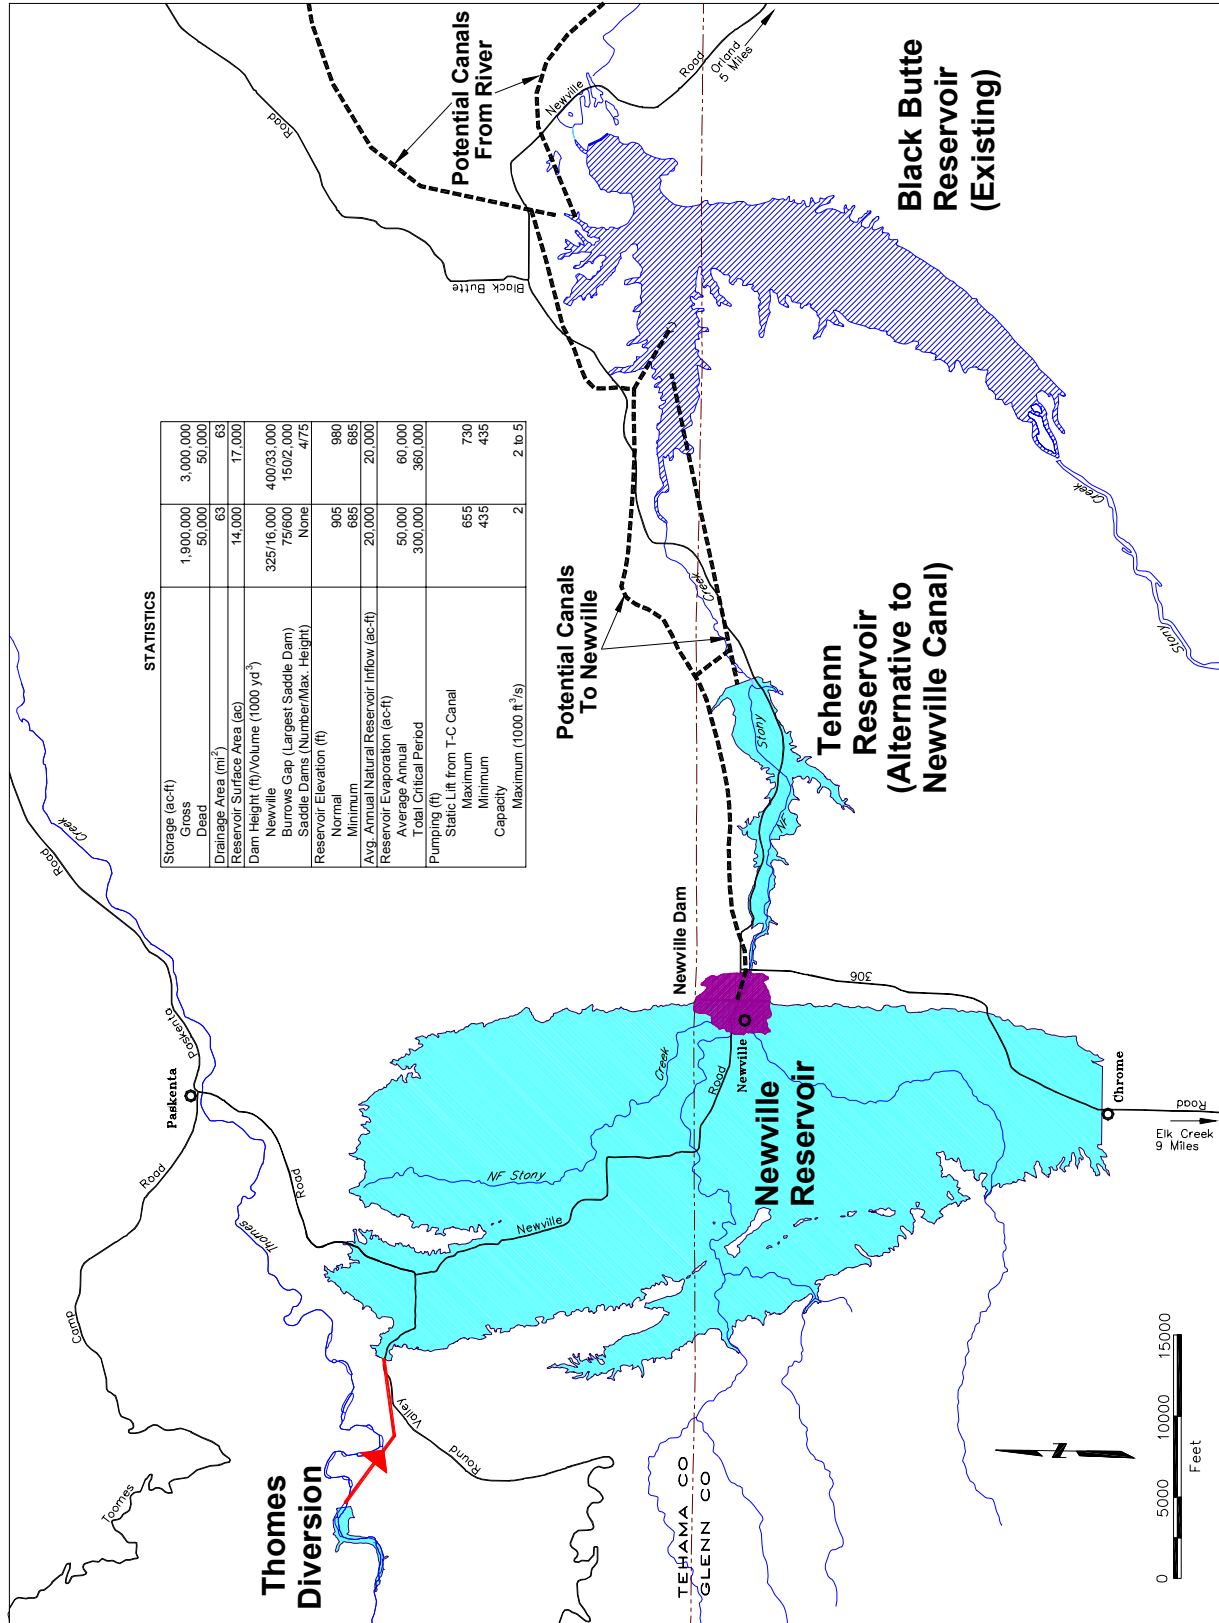 STATISTICS
Storage (ac-ft)
Gross 1,900,000 3,000,000
Dead 50,000 50,000
Drainage Area (mi²) 63 63
Reservoir Surface Area (ac) 14,000 17,000
Dam Height (ft)/Volume (1000 yd³)
Newville 325/16,000 400/33,000
Burrows Gap (Largest Saddle Dam) 75/600 150/2,000
Saddle Dams (Number/Max. Height) None 4/75
Reservoir Elevation (ft)
Normal 905 980
Minimum 685 685
Avg. Annual Natural Reservoir Inflow (ac-ft) 20,000 20,000
Reservoir Evaporation (ac-ft)
Average Annual 50,000 60,000
Total Critical Period 300,000 360,000
Pumping (ft)
Static Lift from T-C Canal
Maximum 655 730
Minimum 435 435
Capacity
Maximum (1000 ft³/s) 2 2 to 5
Thomes
Diversion
Toomes
Camp
Road
Paskenta
Paskenta
Road
Creek
Thomes
Road
Round
Valley
Newville
NF Stony
Creek
Road
Newville
Newville Dam
Newville
Reservoir
306
Chrome
Road
Elk Creek
9 Miles
TEHAMA CO
GLENN CO
Potential Canals
To Newville
Tehenn
Reservoir
(Alternative to
Newville Canal)
NF
Stony
Creek
Potential Canals
From River
Road
Black Butte
Newville
Road
Orland
5 Miles
Black Butte
Reservoir
(Existing)
Stony
Creek
N
0 5000 10000 15000
Feet